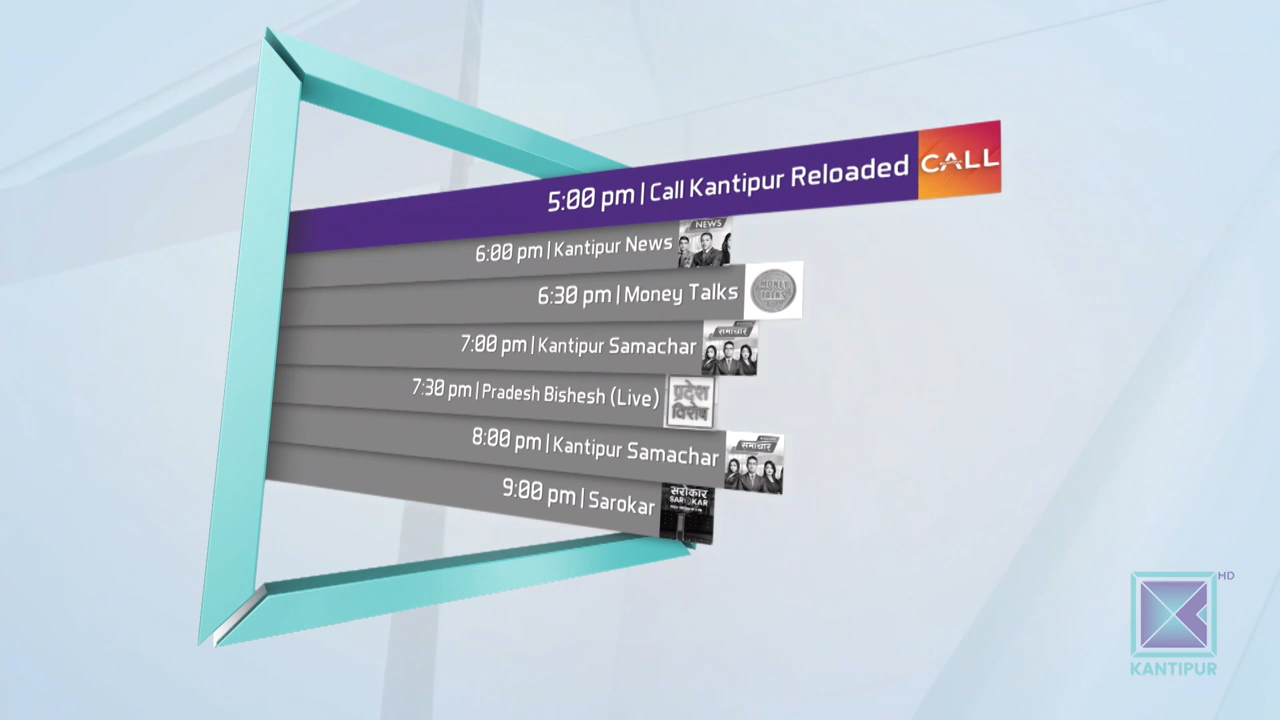 5:00 pm | Call Kantipur Reloaded
CALL
6:00 pm | Kantipur News
NEWS
6:30 pm | Money Talks
MONEY
TALKS
7:00 pm | Kantipur Samachar
समाचार
7:30 pm | Pradesh Bishesh (Live)
प्रदेश
विशेष
8:00 pm | Kantipur Samachar
समाचार
9:00 pm | Sarokar
सरोकार
SAROKAR
HD
KANTIPUR